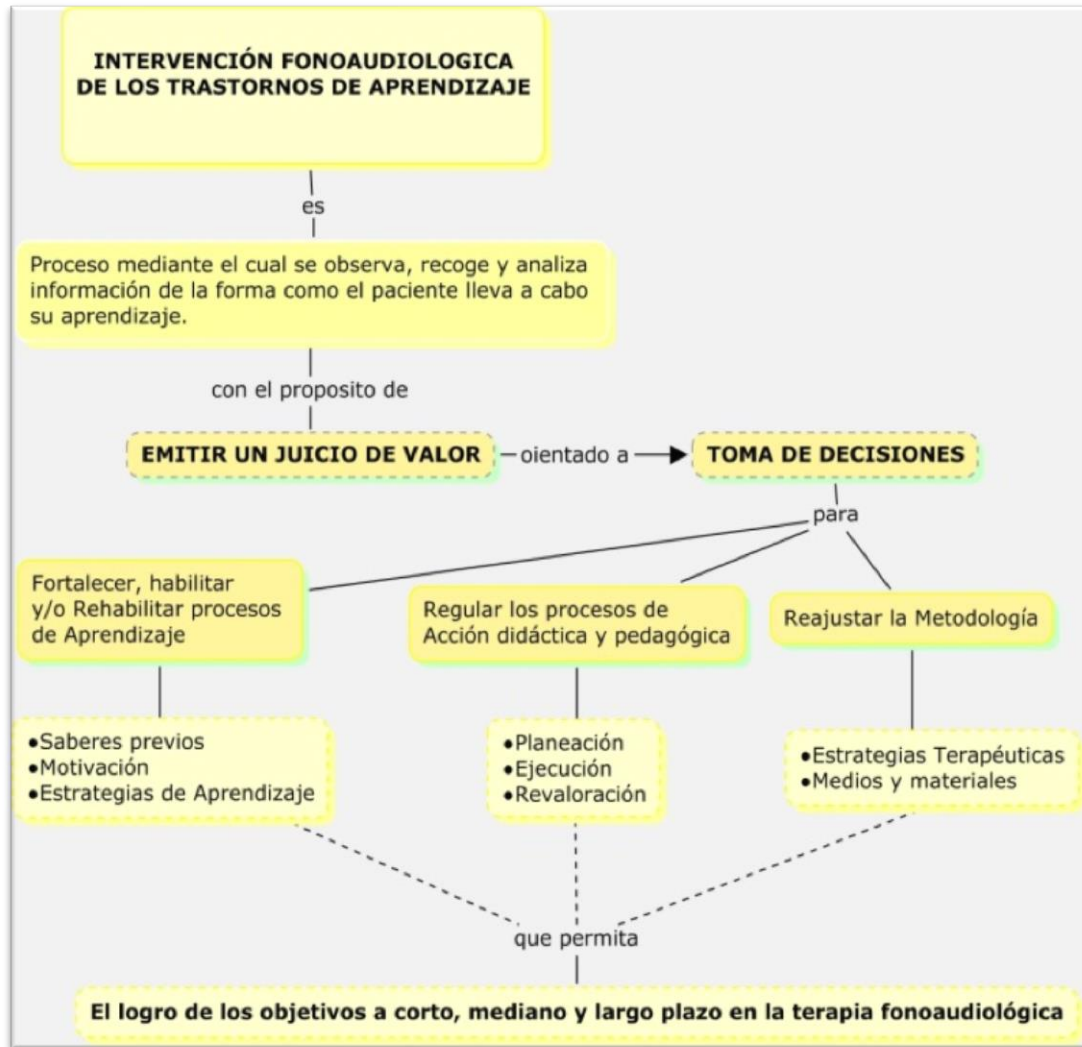 INTERVENCIÓN FONOAUDIOLOGICA
DE LOS TRASTORNOS DE APRENDIZAJE
es
Proceso mediante el cual se observa, recoge y analiza
información de la forma como el paciente lleva a cabo
su aprendizaje.
con el proposito de
EMITIR UN JUICIO DE VALOR
oientado a
TOMA DE DECISIONES
para
Fortalecer, habilitar
y/o Rehabilitar procesos
de Aprendizaje
Regular los procesos de
Acción didáctica y pedagógica
Reajustar la Metodología
•Saberes previos
•Motivación
•Estrategias de Aprendizaje
•Planeación
•Ejecución
•Revaloración
•Estrategias Terapéuticas
•Medios y materiales
que permita
El logro de los objetivos a corto, mediano y largo plazo en la terapia fonoaudiológica